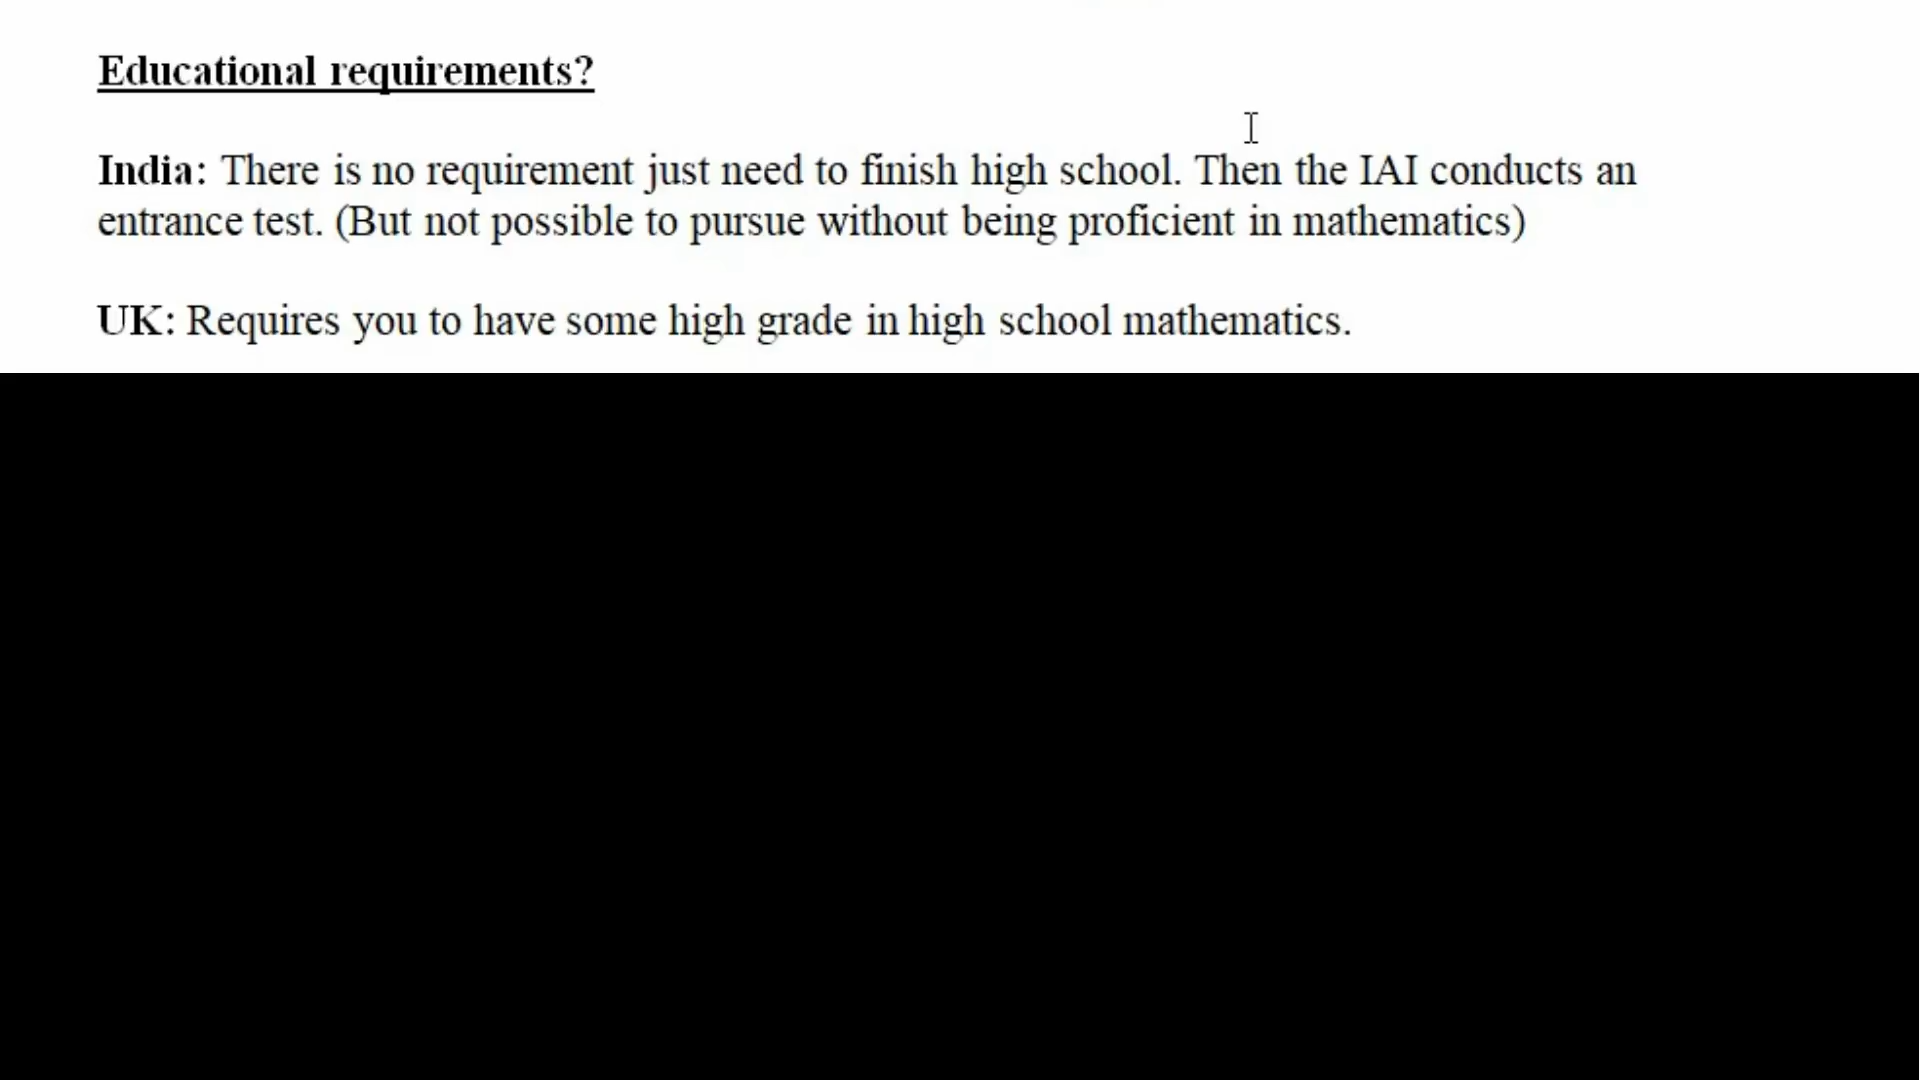 Educational requirements?
India: There is no requirement just need to finish high school. Then the IAI conducts an
entrance test. (But not possible to pursue without being proficient in mathematics)
UK: Requires you to have some high grade in high school mathematics.